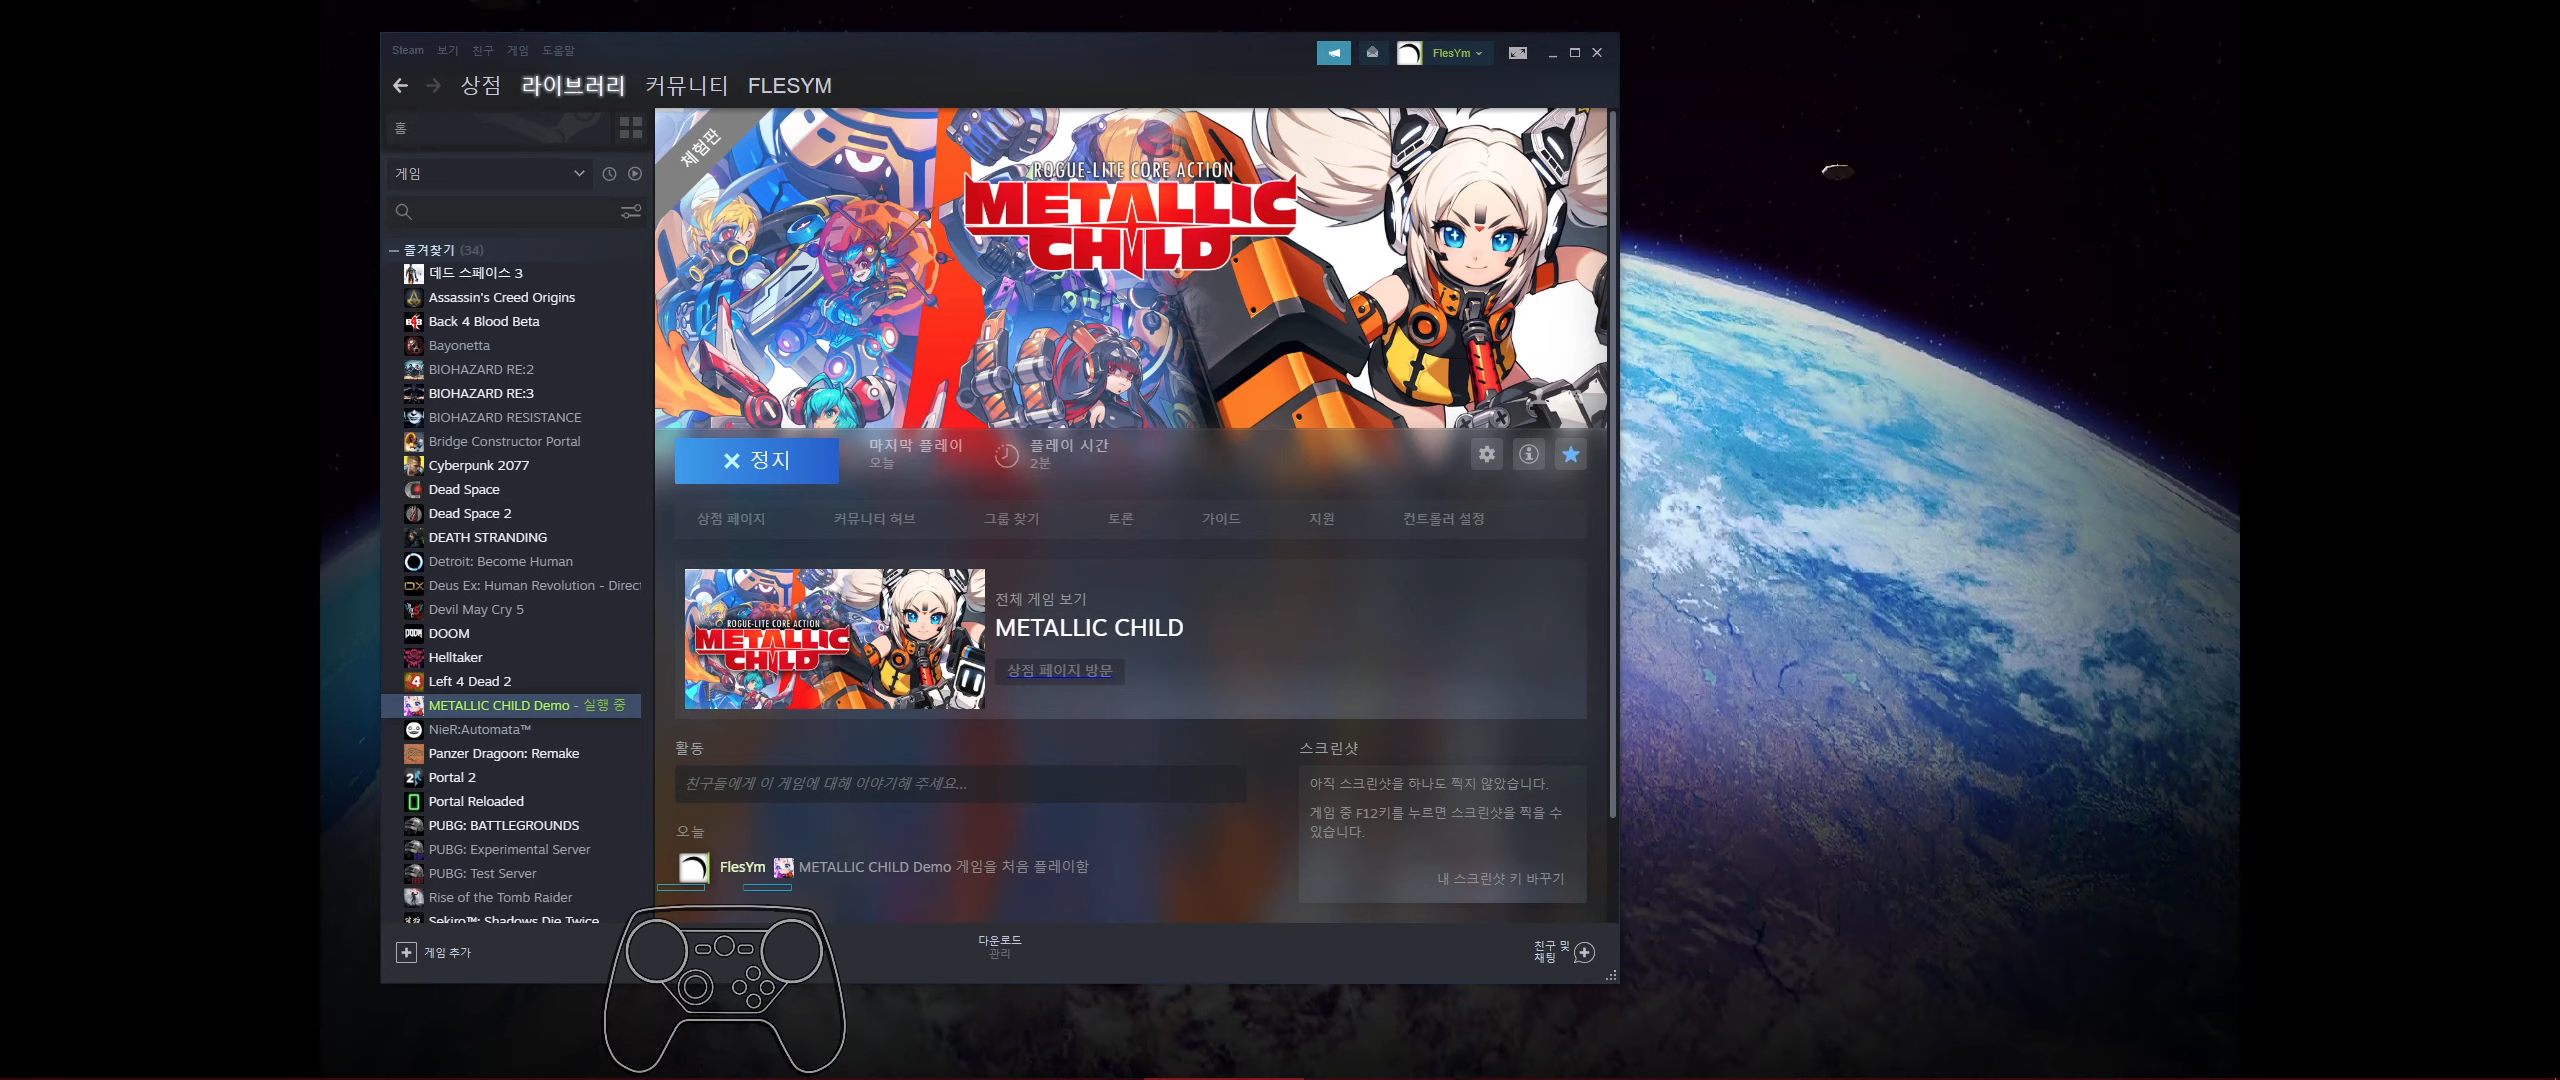 Steam 보기 친구 게임 도움말
FlesYm
상점 라이브러리 커뮤니티 FLESYM
홈
게임
즐겨찾기 (34)
데드 스페이스 3
Assassin's Creed Origins
Back 4 Blood Beta
Bayonetta
BIOHAZARD RE:2
BIOHAZARD RE:3
BIOHAZARD RESISTANCE
Bridge Constructor Portal
Cyberpunk 2077
Dead Space
Dead Space 2
DEATH STRANDING
Detroit: Become Human
Deus Ex: Human Revolution - Direct
Devil May Cry 5
DOOM
Helltaker
Left 4 Dead 2
METALLIC CHILD Demo - 실행 중
NieR:Automata™
Panzer Dragoon: Remake
Portal 2
Portal Reloaded
PUBG: BATTLEGROUNDS
PUBG: Experimental Server
PUBG: Test Server
Rise of the Tomb Raider
Sekiro™: Shadows Die Twice
게임 추가
체험판
ROGUE-LITE CORE ACTION
METALLIC
CHILD
정지
마지막 플레이
오늘
플레이 시간
2분
상점 페이지 커뮤니티 허브 그룹 찾기 토론 가이드 지원 컨트롤러 설정
ROGUE-LITE CORE ACTION
METALLIC
CHILD
전체 게임 보기
METALLIC CHILD
상점 페이지 방문
활동
친구들에게 이 게임에 대해 이야기해 주세요...
오늘
FlesYm METALLIC CHILD Demo 게임을 처음 플레이함
스크린샷
아직 스크린샷을 하나도 찍지 않았습니다.
게임 중 F12키를 누르면 스크린샷을 찍을 수
있습니다.
내 스크린샷 키 바꾸기
다운로드
관리
친구 및
채팅